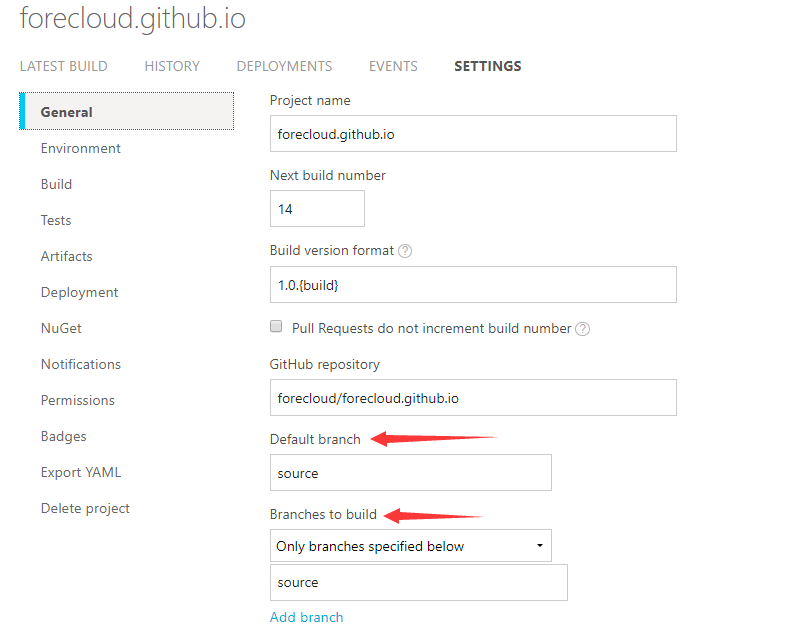 forecloud.github.io
LATEST BUILD HISTORY DEPLOYMENTS EVENTS SETTINGS
General
Environment
Build
Tests
Artifacts
Deployment
NuGet
Notifications
Permissions
Badges
Export YAML
Delete project
Project name
forecloud.github.io
Next build number
14
Build version format ?
1.0.{build}
Pull Requests do not increment build number ?
GitHub repository
forecloud/forecloud.github.io
Default branch
source
Branches to build
Only branches specified below
source
Add branch